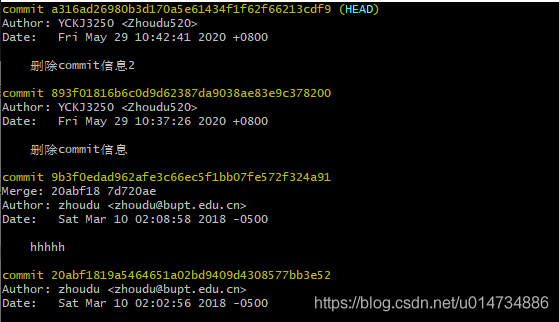 commit a316ad26980b3d170a5e61434f1f62f66213cdf9 (HEAD)
Author: YCKJ3250 <Zhoudu520>
Date:   Fri May 29 10:42:41 2020 +0800
删除commit信息2
commit 893f01816b6c0d9d62387da9038ae83e9c378200
Author: YCKJ3250 <Zhoudu520>
Date:   Fri May 29 10:37:26 2020 +0800
删除commit信息
commit 9b3f0edad962afe3c66ec5f1bb07fe572f324a91
Merge: 20abf18 7d720ae
Author: zhoudu <zhoudu@bupt.edu.cn>
Date:   Sat Mar 10 02:08:58 2018 -0500
hhhhh
commit 20abf1819a5464651a02bd9409d4308577bb3e52
Author: zhoudu <zhoudu@bupt.edu.cn>
Date:   Sat Mar 10 02:02:56 2018 -0500
https://blog.csdn.net/u014734886